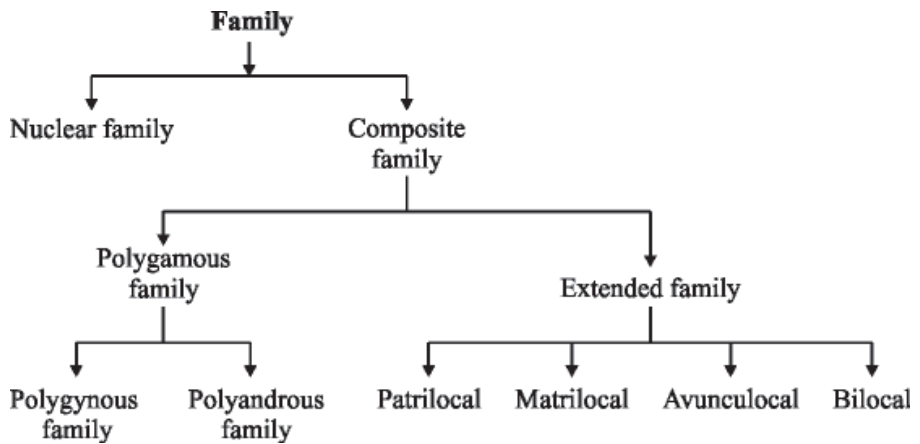 Family
Nuclear family
Composite
family
Polygamous
family
Extended family
Polygynous
family
Polyandrous
family
Patrilocal
Matrilocal
Avunculocal
Bilocal